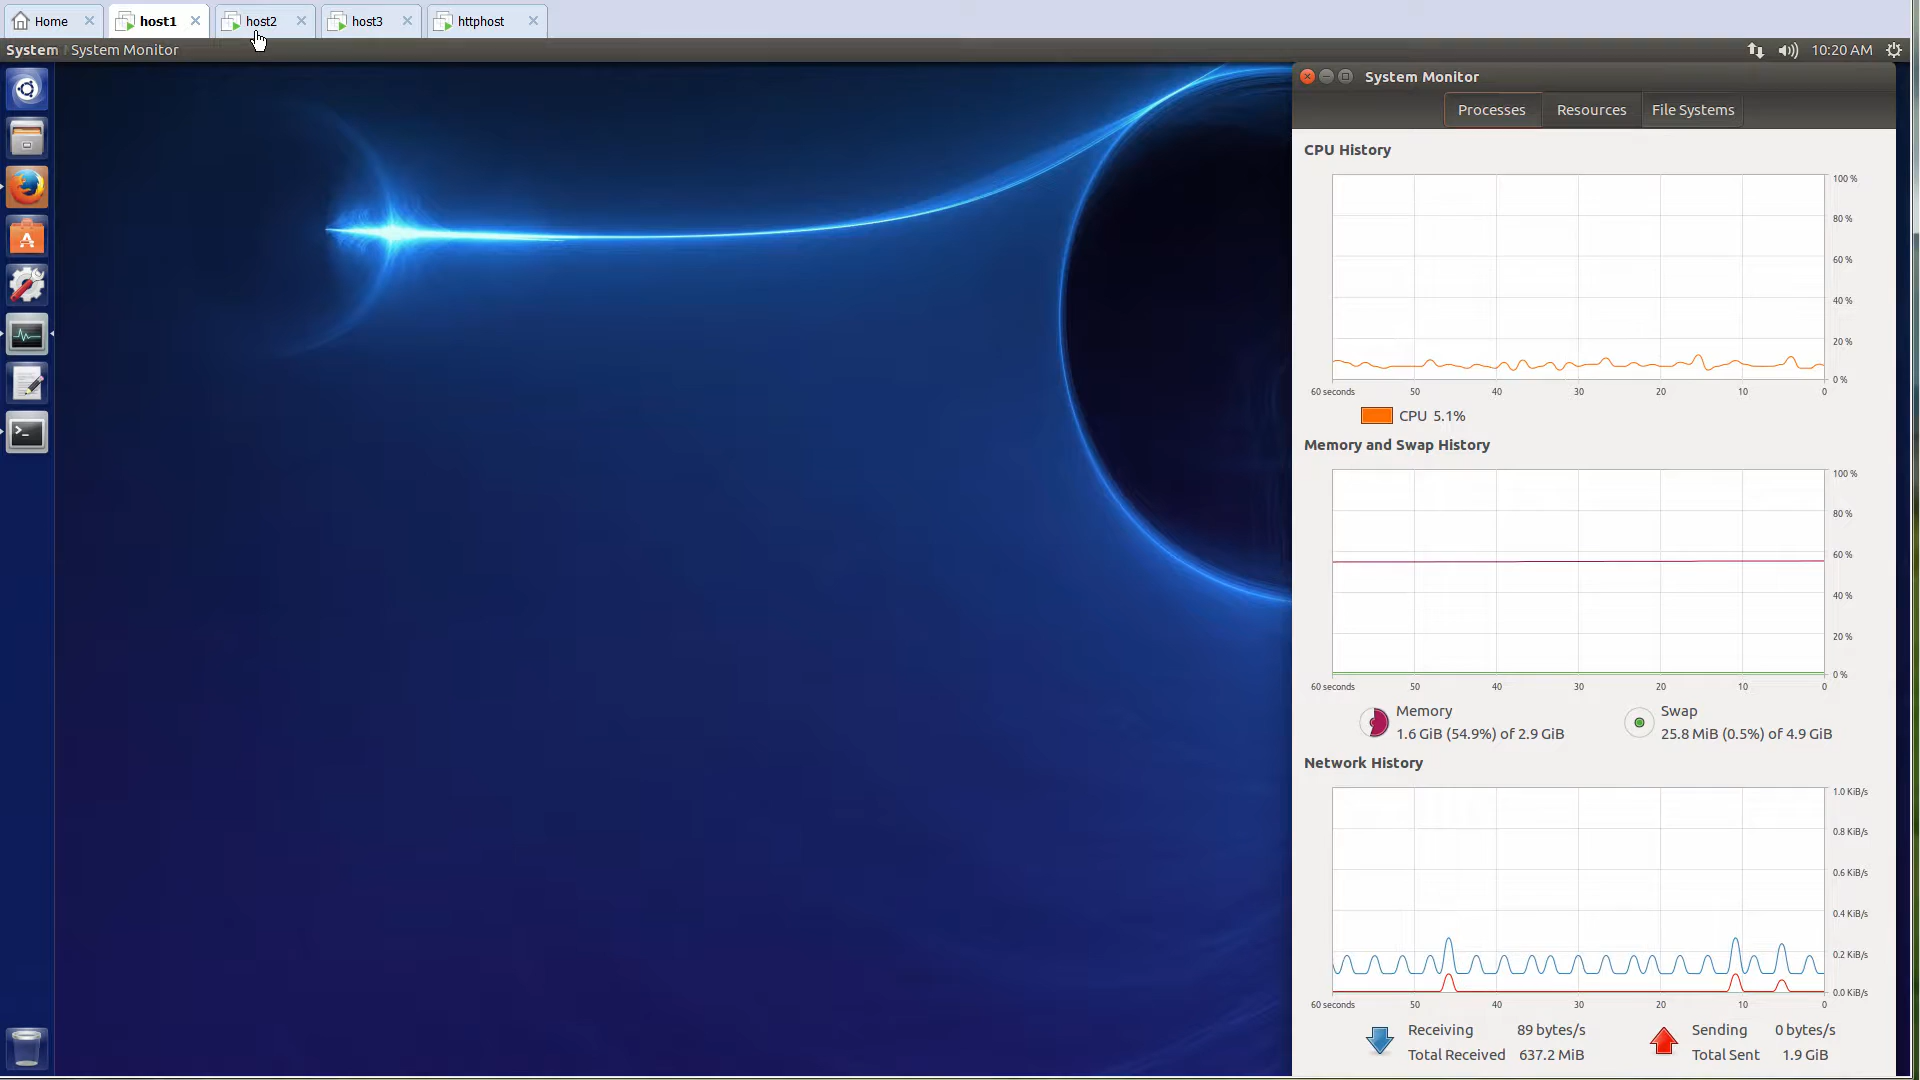 Home
host1
host2
host3
httphost
System
System Monitor
10:20 AM
System Monitor
Processes
Resources
File Systems
CPU History
100 %
80 %
60 %
40 %
20 %
0 %
60 seconds 50 40 30 20 10 0
CPU 5.1%
Memory and Swap History
100 %
80 %
60 %
40 %
20 %
0 %
60 seconds 50 40 30 20 10 0
Memory
1.6 GiB (54.9%) of 2.9 GiB
Swap
25.8 MiB (0.5%) of 4.9 GiB
Network History
1.0 KiB/s
0.8 KiB/s
0.6 KiB/s
0.4 KiB/s
0.2 KiB/s
0.0 KiB/s
60 seconds 50 40 30 20 10 0
Receiving 89 bytes/s
Total Received 637.2 MiB
Sending 0 bytes/s
Total Sent 1.9 GiB